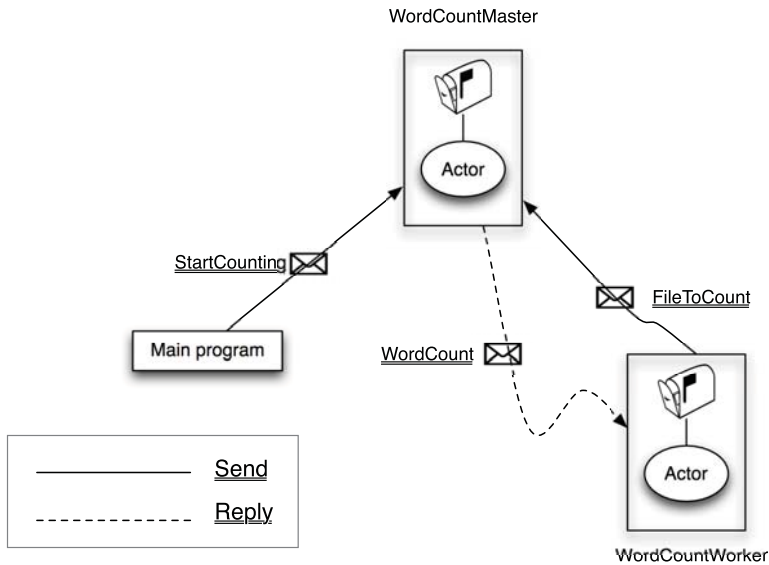 WordCountMaster
Actor
StartCounting
FileToCount
Main program
WordCount
Actor
Send
Reply
WordCountWorker